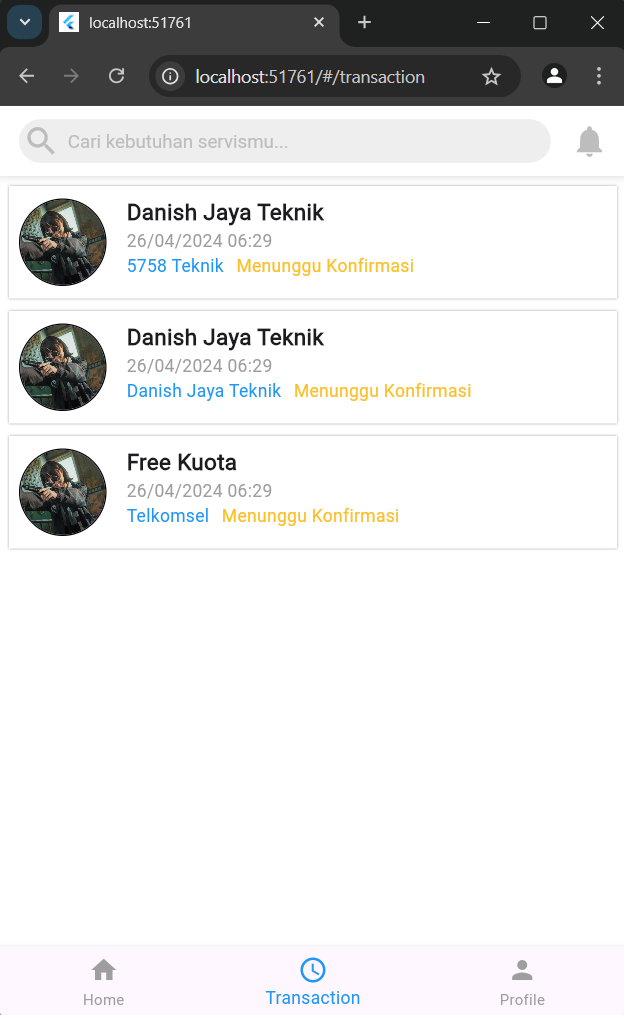 localhost:51761
localhost:51761/#/transaction
Cari kebutuhan servismu...
Danish Jaya Teknik
26/04/2024 06:29
5758 Teknik Menunggu Konfirmasi
Danish Jaya Teknik
26/04/2024 06:29
Danish Jaya Teknik Menunggu Konfirmasi
Free Kuota
26/04/2024 06:29
Telkomsel Menunggu Konfirmasi
Home Transaction Profile